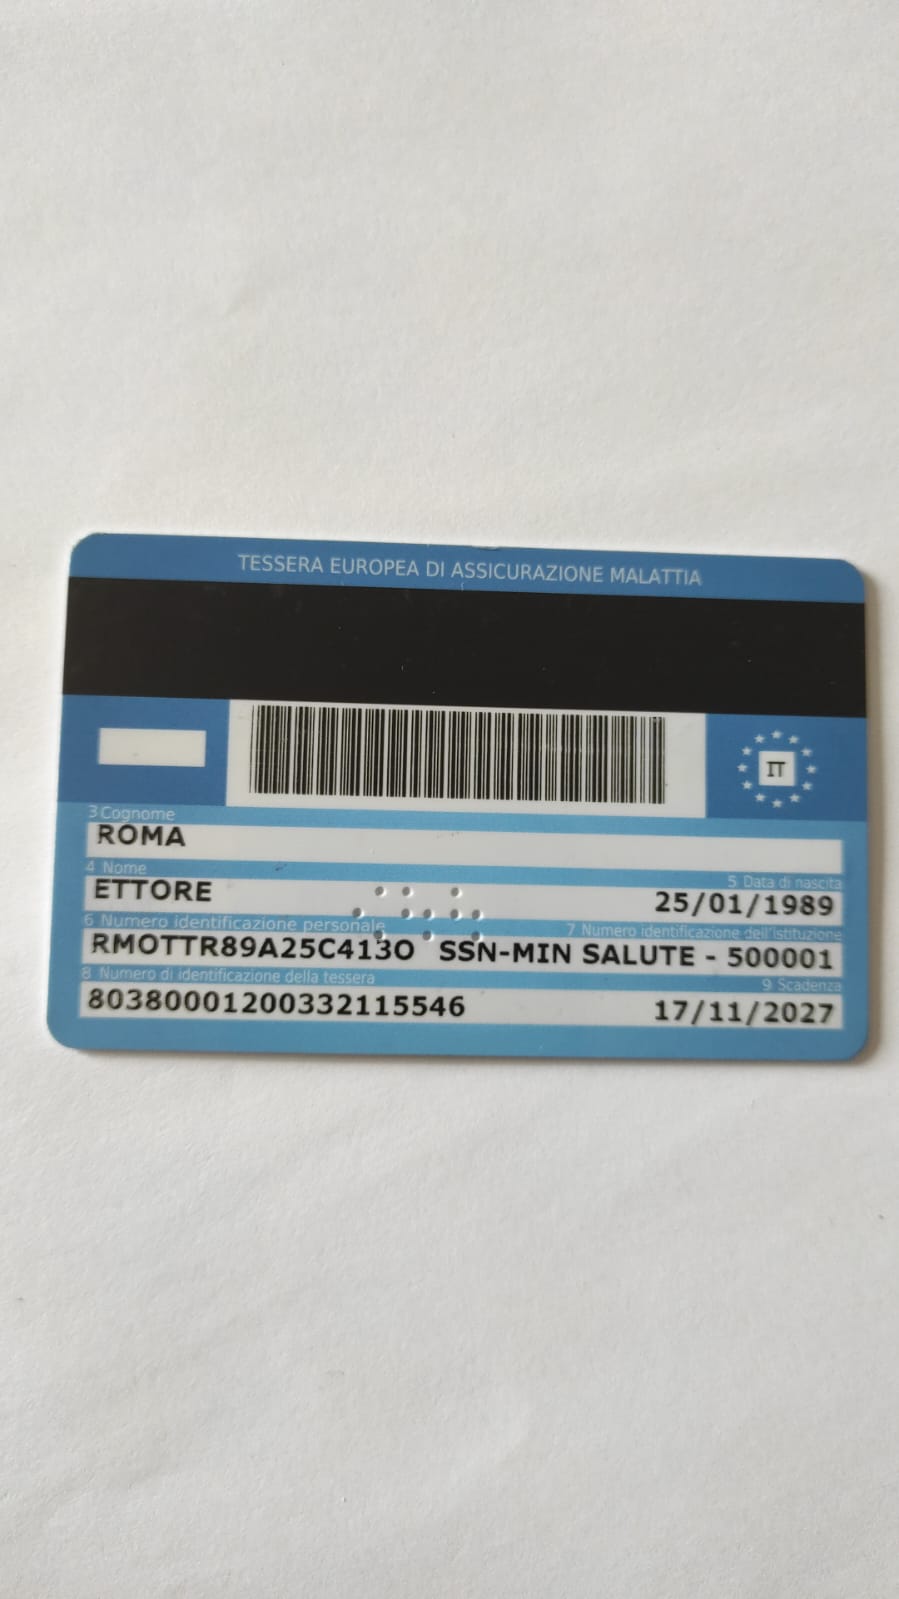 TESSERA EUROPEA DI ASSICURAZIONE MALATTIA
IT
3 Cognome
ROMA
4 Nome
5 Data di nascita
ETTORE
25/01/1989
6 Numero identificazione personale
7 Numero identificazione dell'istituzione
RMOTTR89A25C413O SSN-MIN SALUTE - 500001
8 Numero di identificazione della tessera
9 Scadenza
80380001200332115546
17/11/2027